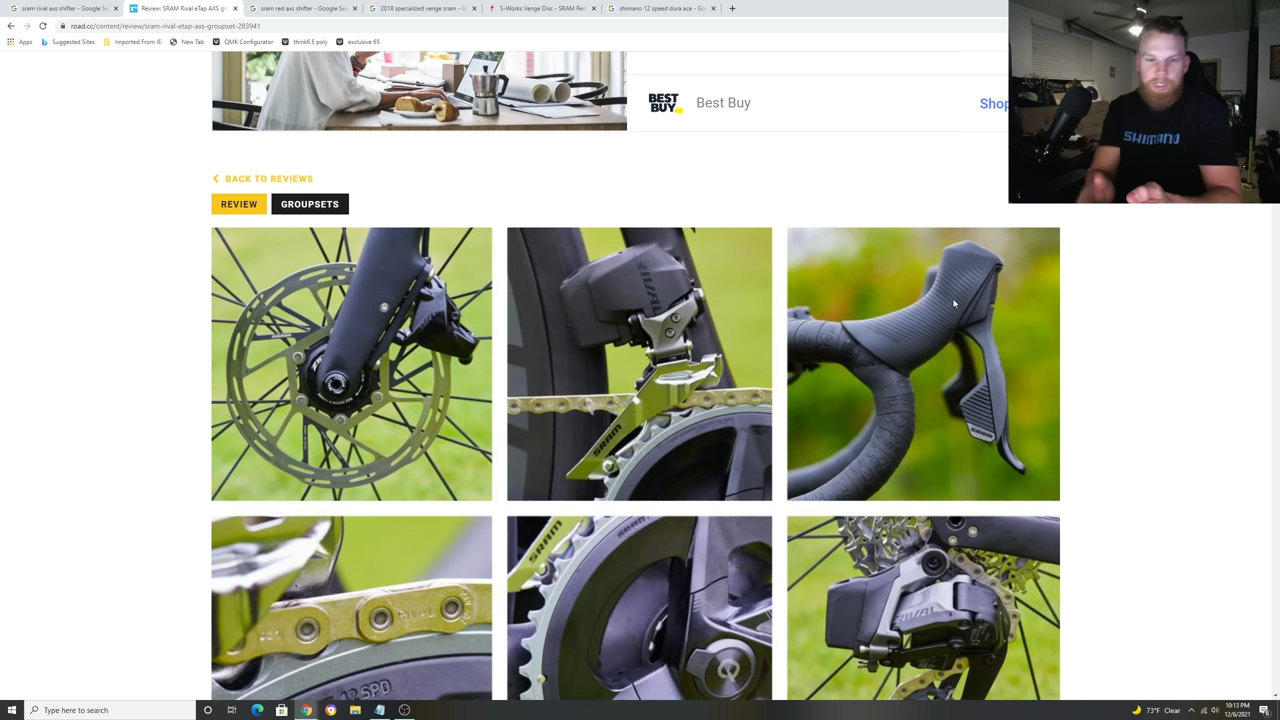 sram rival axs shifter - Google Se
Review: SRAM Rival eTap AXS gr
sram red axs shifter - Google Sea
2018 specialized venge sram - G
S-Works Venge Disc - SRAM Red
shimano 12 speed dura ace - Go
road.cc/content/review/sram-rival-etap-axs-groupset-283941
Apps
Suggested Sites
Imported From IE
New Tab
QMK Configurator
think6.5 poly
exclusive 65
BEST BUY
Best Buy
Shop
SHIMANO
BACK TO REVIEWS
REVIEW
GROUPSETS
RIVAL
SRAM
SRAM
RIVAL
12 SPD
SRAM
RIVAL
Type here to search
73°F Clear
10:13 PM
12/6/2021